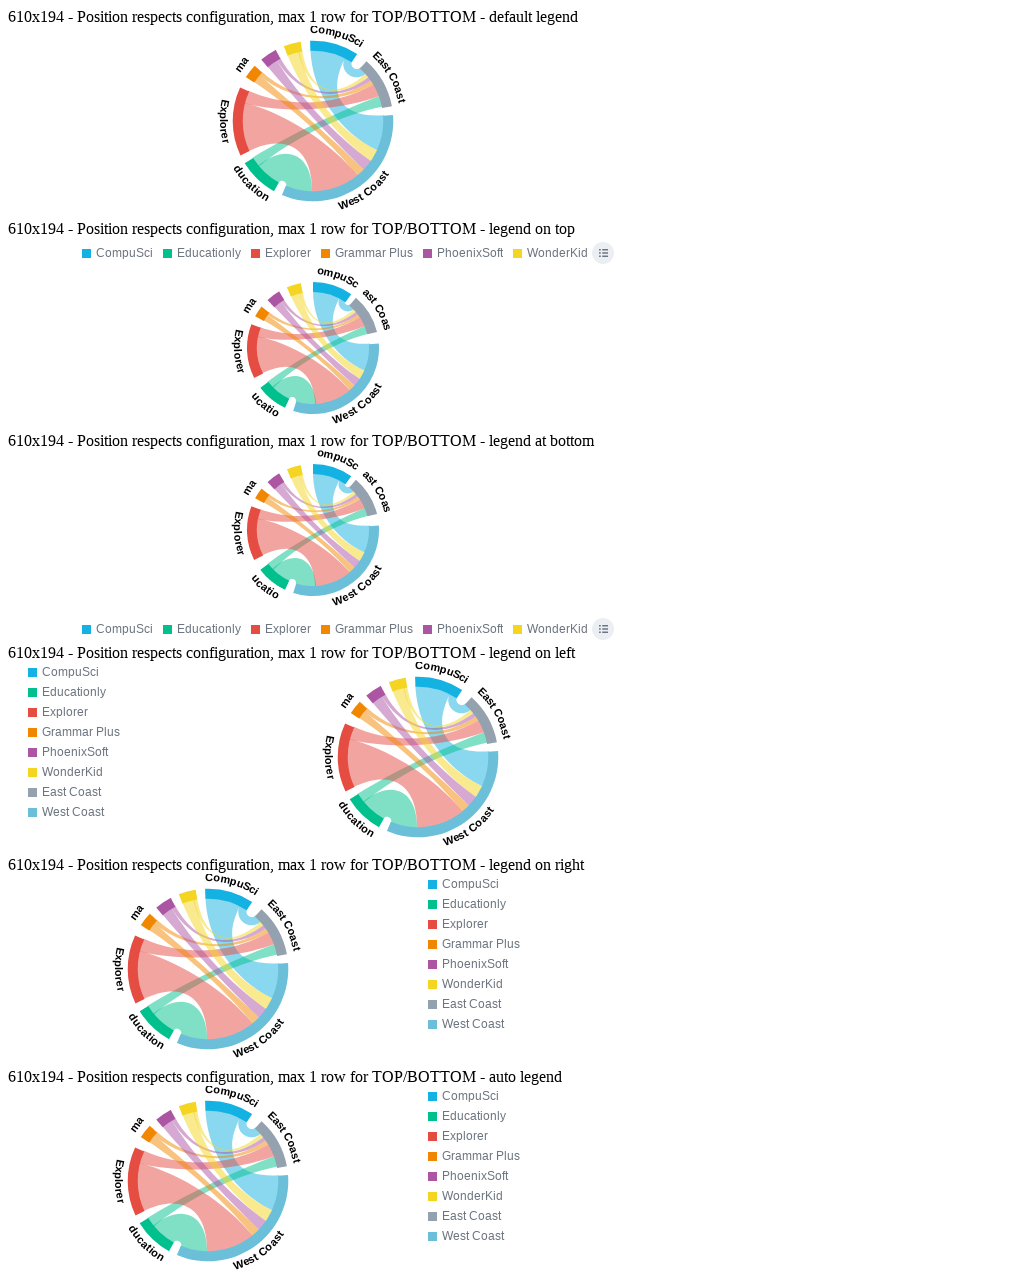 610x194 - Position respects configuration, max 1 row for TOP/BOTTOM - default legend
CompuSci
East Coast
ma
Explorer
ducation
West Coast
610x194 - Position respects configuration, max 1 row for TOP/BOTTOM - legend on top
CompuSci Educationly Explorer Grammar Plus PhoenixSoft WonderKid
ompuSc
ast Coas
ma
Explorer
ucatio
West Coast
610x194 - Position respects configuration, max 1 row for TOP/BOTTOM - legend at bottom
ompuSc
ast Coas
ma
Explorer
ucatio
West Coast
CompuSci Educationly Explorer Grammar Plus PhoenixSoft WonderKid
610x194 - Position respects configuration, max 1 row for TOP/BOTTOM - legend on left
CompuSci
Educationly
Explorer
Grammar Plus
PhoenixSoft
WonderKid
East Coast
West Coast
CompuSci
East Coast
ma
Explorer
ducation
West Coast
610x194 - Position respects configuration, max 1 row for TOP/BOTTOM - legend on right
CompuSci
East Coast
ma
Explorer
ducation
West Coast
CompuSci
Educationly
Explorer
Grammar Plus
PhoenixSoft
WonderKid
East Coast
West Coast
610x194 - Position respects configuration, max 1 row for TOP/BOTTOM - auto legend
CompuSci
East Coast
ma
Explorer
ducation
West Coast
CompuSci
Educationly
Explorer
Grammar Plus
PhoenixSoft
WonderKid
East Coast
West Coast